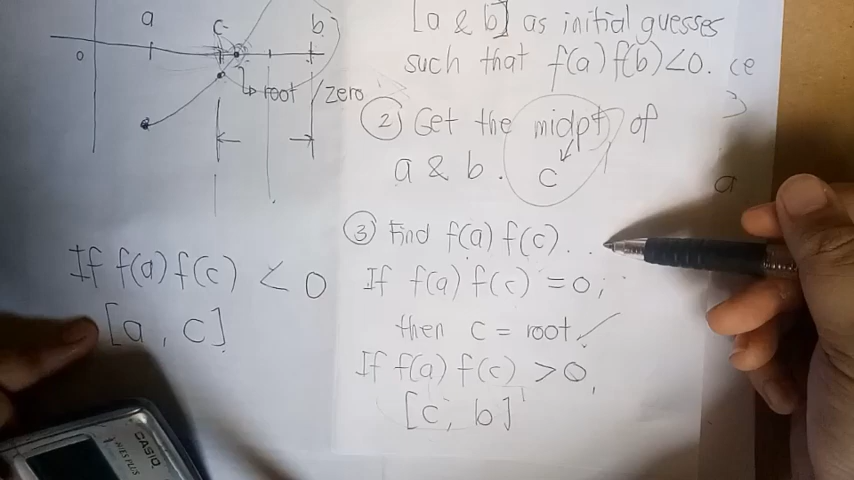 a
c
b
0
root / zero
[a & b] as initial guesses
such that f(a) f(b) < 0. ie
② Get the midpt of
a & b. c
a
③ Find f(a) f(c) . . .
If f(a) f(c) = 0,
then c = root ✓
If f(a) f(c) > 0,
[c, b]
If f(a) f(c) < 0
[a, c]
CASIO